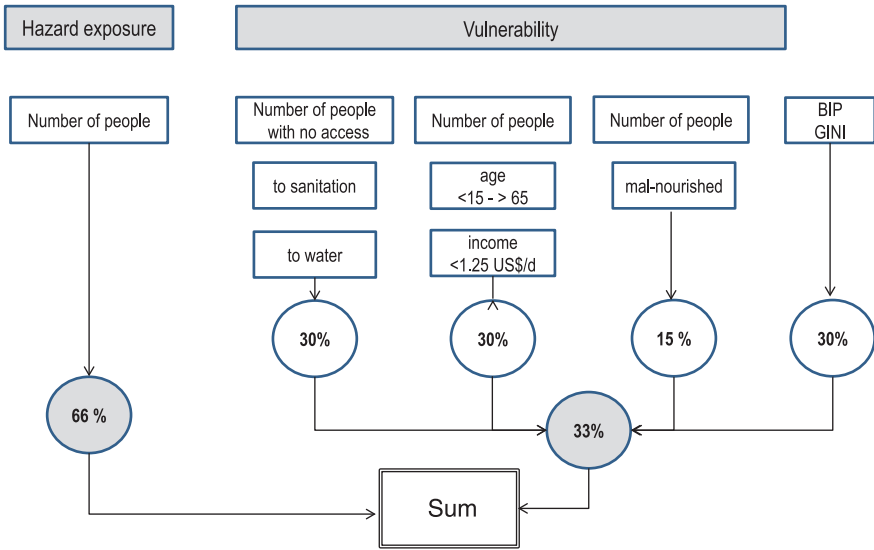 Hazard exposure
Vulnerability
Number of people
Number of people
with no access
Number of people
Number of people
BIP
GINI
to sanitation
age
<15 - > 65
mal-nourished
to water
income
<1.25 US$/d
30%
30%
15 %
30%
66 %
33%
Sum